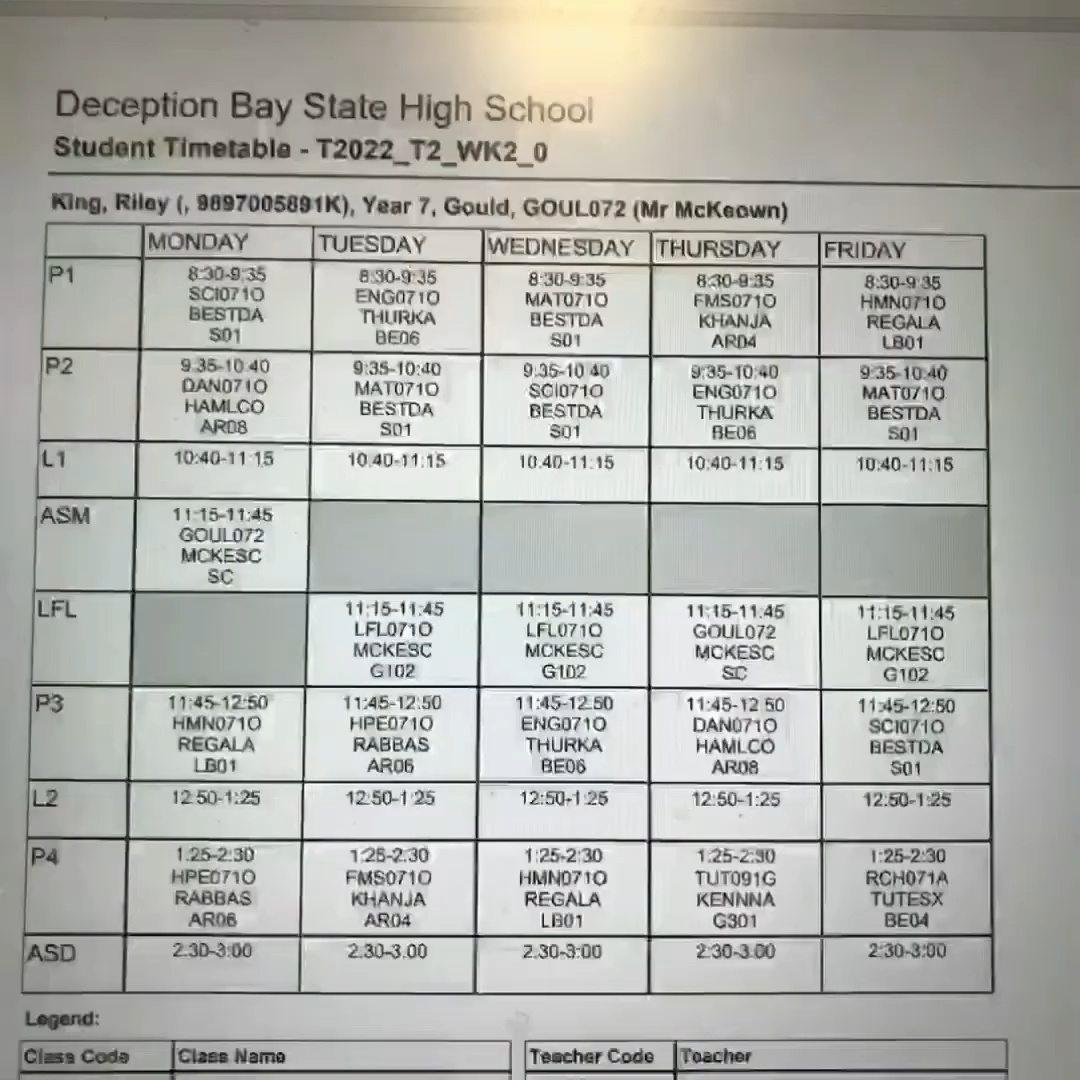 Deception Bay State High School
Student Timetable - T2022_T2_WK2_0
King, Riley (, 9897005891K), Year 7, Gould, GOUL072 (Mr McKeown)
MONDAY TUESDAY WEDNESDAY THURSDAY FRIDAY
P1 8:30-9:35 8:30-9:35 8:30-9:35 8:30-9:35 8:30-9:35
SCI071O ENG071O MAT071O FMS071O HMN071O
BESTDA THURKA BESTDA KHANJA REGALA
S01 BE06 S01 AR04 LB01
P2 9:35-10:40 9:35-10:40 9:35-10:40 9:35-10:40 9:35-10:40
DAN071O MAT071O SCI071O ENG071O MAT071O
HAMLCO BESTDA BESTDA THURKA BESTDA
AR08 S01 S01 BE06 S01
L1 10:40-11:15 10:40-11:15 10:40-11:15 10:40-11:15 10:40-11:15
ASM 11:15-11:45
GOUL072
MCKESC
SC
LFL 11:15-11:45 11:15-11:45 11:15-11:45 11:15-11:45
LFL071O LFL071O GOUL072 LFL071O
MCKESC MCKESC MCKESC MCKESC
G102 G102 SC G102
P3 11:45-12:50 11:45-12:50 11:45-12:50 11:45-12:50 11:45-12:50
HMN071O HPE071O ENG071O DAN071O SCI071O
REGALA RABBAS THURKA HAMLCO BESTDA
LB01 AR06 BE06 AR08 S01
L2 12:50-1:25 12:50-1:25 12:50-1:25 12:50-1:25 12:50-1:25
P4 1:25-2:30 1:25-2:30 1:25-2:30 1:25-2:30 1:25-2:30
HPE071O FMS071O HMN071O TUT091G RCH071A
RABBAS KHANJA REGALA KENNNA TUTESX
AR06 AR04 LB01 G301 BE04
ASD 2:30-3:00 2:30-3:00 2:30-3:00 2:30-3:00 2:30-3:00
Legend:
Class Code Class Name Teacher Code Teacher